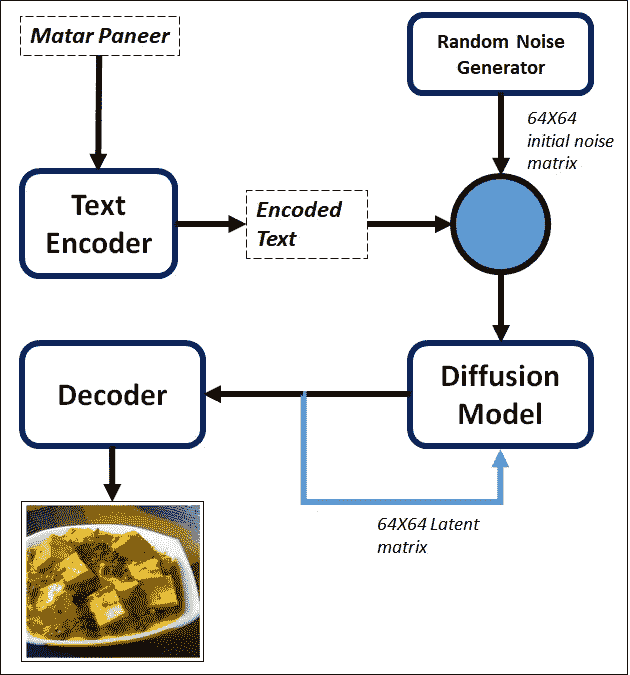 Matar Paneer
Random Noise
Generator
64X64
initial noise
matrix
Text
Encoder
Encoded
Text
Decoder
Diffusion
Model
64X64 Latent
matrix